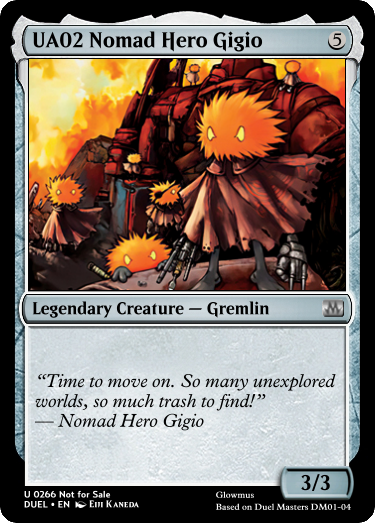 UA02 Nomad Hero Gigio
5
Legendary Creature — Gremlin
“Time to move on. So many unexplored
worlds, so much trash to find!”
— Nomad Hero Gigio
3/3
U 0266 Not for Sale
DUEL • EN Eiji Kaneda
Glowmus
Based on Duel Masters DM01-04